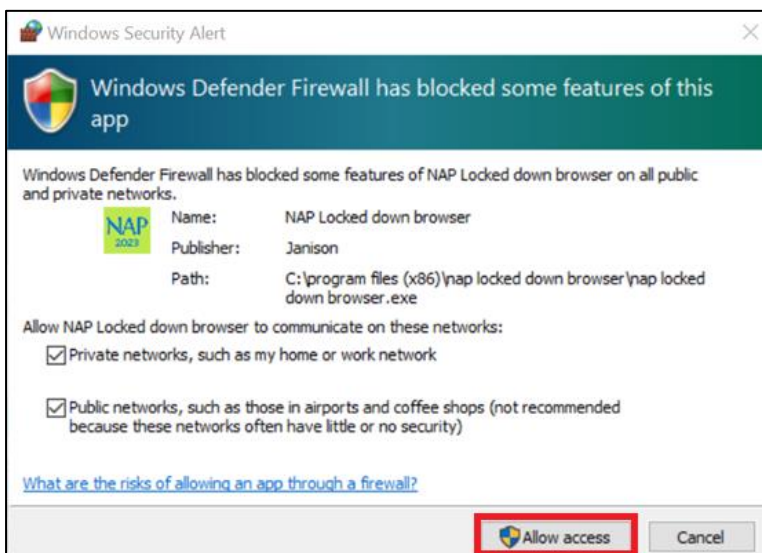 Windows Security Alert
Windows Defender Firewall has blocked some features of this
app
Windows Defender Firewall has blocked some features of NAP Locked down browser on all public
and private networks.
NAP
2023
Name: NAP Locked down browser
Publisher: Janison
Path: C:\program files (x86)\nap locked down browser\nap locked
down browser.exe
Allow NAP Locked down browser to communicate on these networks:
Private networks, such as my home or work network
Public networks, such as those in airports and coffee shops (not recommended
because these networks often have little or no security)
What are the risks of allowing an app through a firewall?
Allow access Cancel